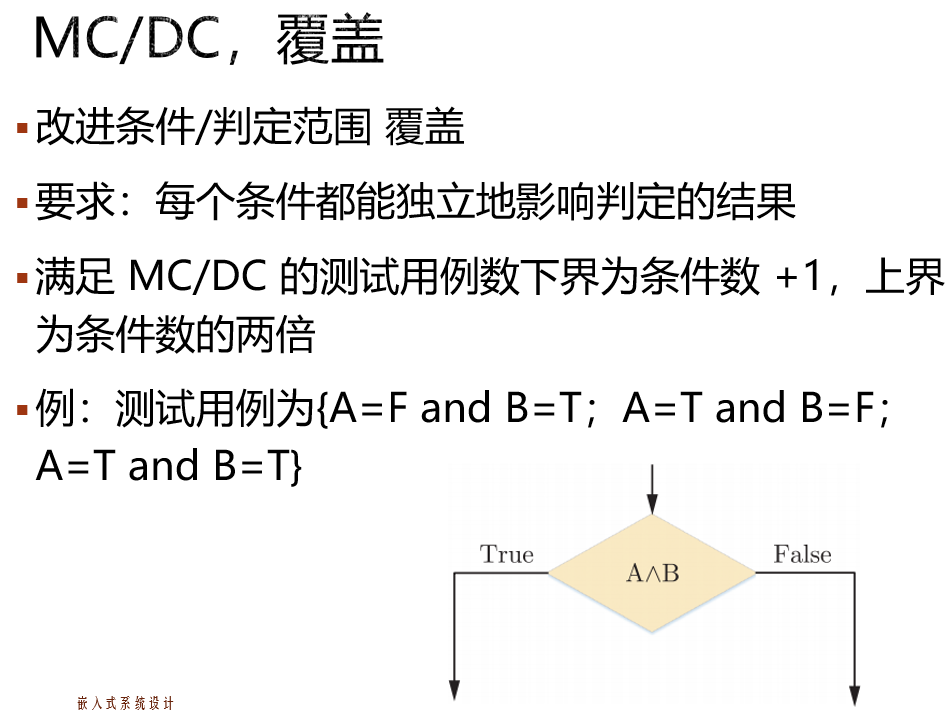 MC/DC，覆盖
▪改进条件/判定范围 覆盖
▪要求：每个条件都能独立地影响判定的结果
▪满足 MC/DC 的测试用例数下界为条件数 +1，上界
为条件数的两倍
▪例：测试用例为{A=F and B=T；A=T and B=F；
A=T and B=T}
True
False
A∧B
嵌入式系统设计